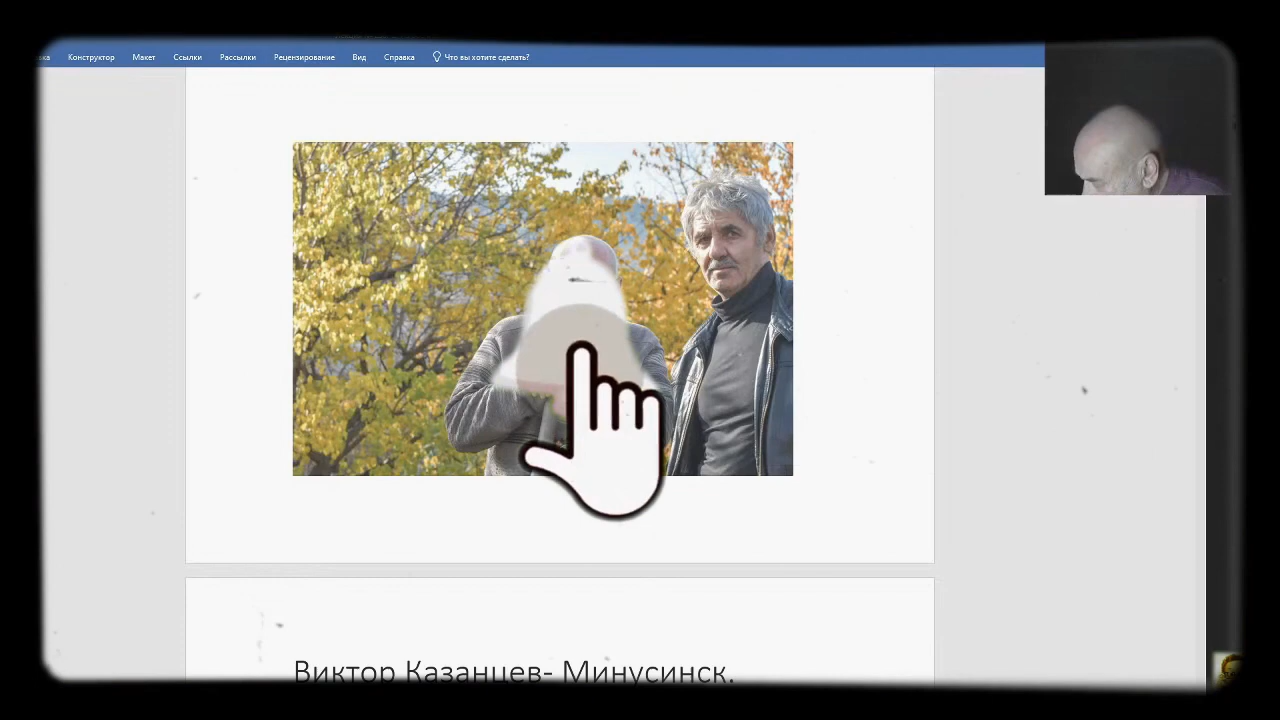 Конструктор Макет Ссылки Рассылки Рецензирование Вид Справка Что вы хотите сделать?
Виктор Казанцев- Минусинск.